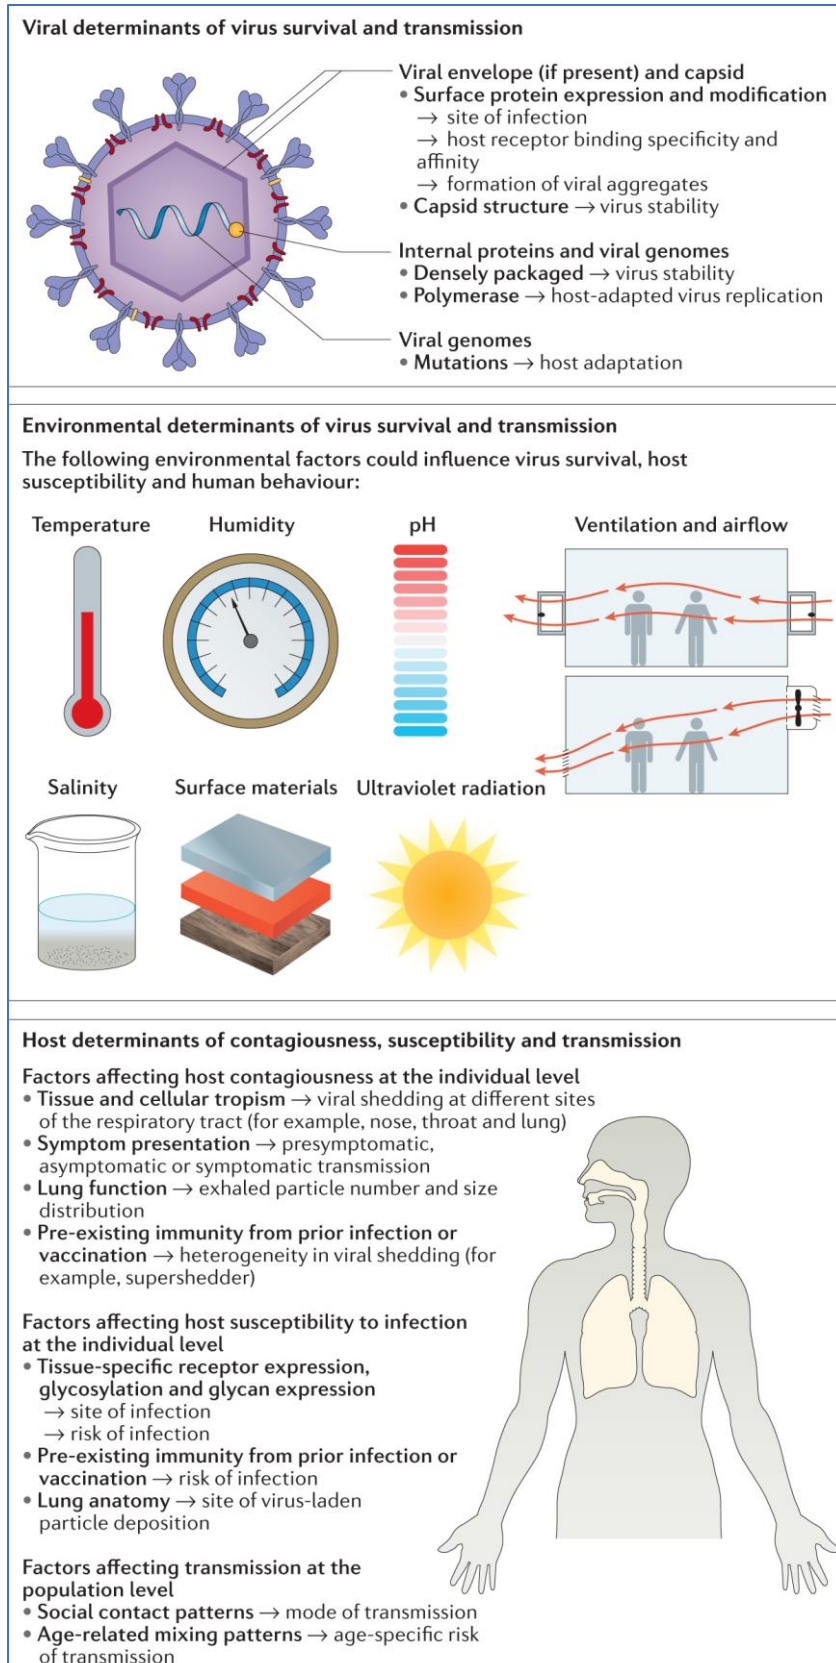 Viral determinants of virus survival and transmission
Viral envelope (if present) and capsid
• Surface protein expression and modification
→ site of infection
→ host receptor binding specificity and
affinity
→ formation of viral aggregates
• Capsid structure → virus stability
Internal proteins and viral genomes
• Densely packaged → virus stability
• Polymerase → host-adapted virus replication
Viral genomes
• Mutations → host adaptation
Environmental determinants of virus survival and transmission
The following environmental factors could influence virus survival, host
susceptibility and human behaviour:
Temperature
Humidity
pH
Ventilation and airflow
Salinity
Surface materials
Ultraviolet radiation
Host determinants of contagiousness, susceptibility and transmission
Factors affecting host contagiousness at the individual level
• Tissue and cellular tropism → viral shedding at different sites
of the respiratory tract (for example, nose, throat and lung)
• Symptom presentation → presymptomatic,
asymptomatic or symptomatic transmission
• Lung function → exhaled particle number and size
distribution
• Pre-existing immunity from prior infection or
vaccination → heterogeneity in viral shedding (for
example, supershedder)
Factors affecting host susceptibility to infection
at the individual level
• Tissue-specific receptor expression,
glycosylation and glycan expression
→ site of infection
→ risk of infection
• Pre-existing immunity from prior infection or
vaccination → risk of infection
• Lung anatomy → site of virus-laden
particle deposition
Factors affecting transmission at the
population level
• Social contact patterns → mode of transmission
• Age-related mixing patterns → age-specific risk
of transmission